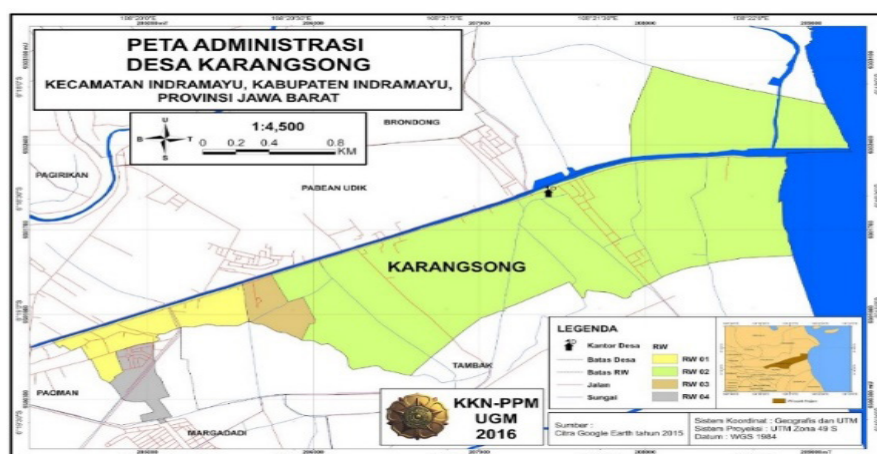 PETA ADMINISTRASI
DESA KARANGSONG
KECAMATAN INDRAMAYU, KABUPATEN INDRAMAYU,
PROVINSI JAWA BARAT
U
B T
S
1:4,500
0 0.2 0.4 0.8
KM
BRONDONG
PAGIRIKAN
PABEAN UDIK
KARANGSONG
TAMBAK
PAOMAN
MARGADADI
KKN-PPM
UGM
2016
LEGENDA
Kantor Desa RW
Batas Desa RW 01
Batas RW RW 02
Jalan RW 03
Sungai RW 04
Sumber :
Citra Google Earth tahun 2015
Sistem Koordinat : Geografis dan UTM
Sistem Proyeksi : UTM Zona 49 S
Datum : WGS 1984